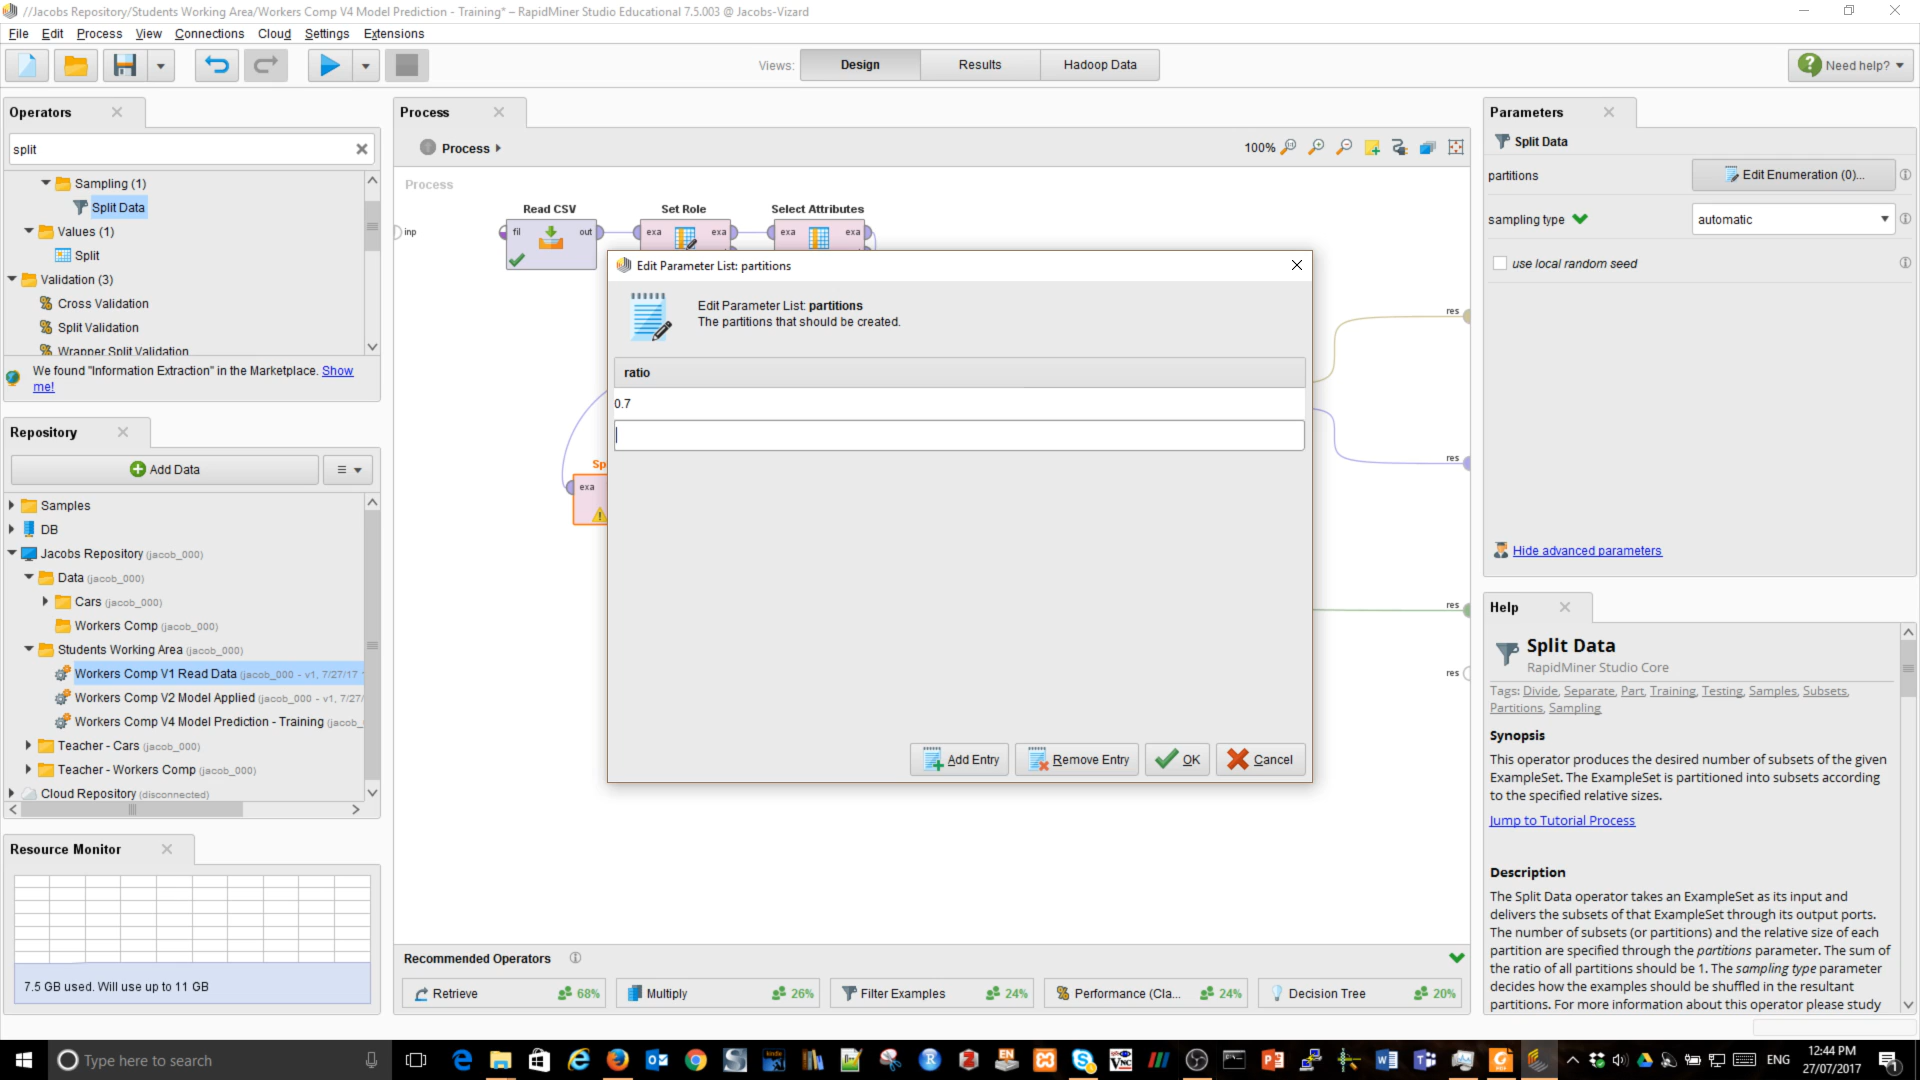 //Jacobs Repository/Students Working Area/Workers Comp V4 Model Prediction - Training* – RapidMiner Studio Educational 7.5.003 @ Jacobs-Vizard
File Edit Process View Connections Cloud Settings Extensions
Views: Design Results Hadoop Data
Need help?
Operators
split
Sampling (1)
Split Data
Values (1)
Split
Validation (3)
Cross Validation
Split Validation
Wrapper Split Validation
We found "Information Extraction" in the Marketplace. Show
me!
Repository
Add Data
Samples
DB
Jacobs Repository (jacob_000)
Data (jacob_000)
Cars (jacob_000)
Workers Comp (jacob_000)
Students Working Area (jacob_000)
Workers Comp V1 Read Data (jacob_000 - v1, 7/27/17
Workers Comp V2 Model Applied (jacob_000 - v1, 7/27/
Workers Comp V4 Model Prediction - Training (jacob_
Teacher - Cars (jacob_000)
Teacher - Workers Comp (jacob_000)
Cloud Repository (disconnected)
Resource Monitor
7.5 GB used. Will use up to 11 GB
Process
Process
100%
Process
inp
Read CSV
fil out
Set Role
exa exa
Select Attributes
exa exa
Sp
exa
res
res
res
res
Edit Parameter List: partitions
Edit Parameter List: partitions
The partitions that should be created.
ratio
0.7
Add Entry Remove Entry OK Cancel
Recommended Operators
Retrieve 68%
Multiply 26%
Filter Examples 24%
Performance (Cla... 24%
Decision Tree 20%
Parameters
Split Data
partitions Edit Enumeration (0)...
sampling type automatic
use local random seed
Hide advanced parameters
Help
Split Data
RapidMiner Studio Core
Tags: Divide, Separate, Part, Training, Testing, Samples, Subsets,
Partitions, Sampling
Synopsis
This operator produces the desired number of subsets of the given
ExampleSet. The ExampleSet is partitioned into subsets according
to the specified relative sizes.
Jump to Tutorial Process
Description
The Split Data operator takes an ExampleSet as its input and
delivers the subsets of that ExampleSet through its output ports.
The number of subsets (or partitions) and the relative size of each
partition are specified through the partitions parameter. The sum of
the ratio of all partitions should be 1. The sampling type parameter
decides how the examples should be shuffled in the resultant
partitions. For more information about this operator please study
Type here to search
ENG
12:44 PM
27/07/2017